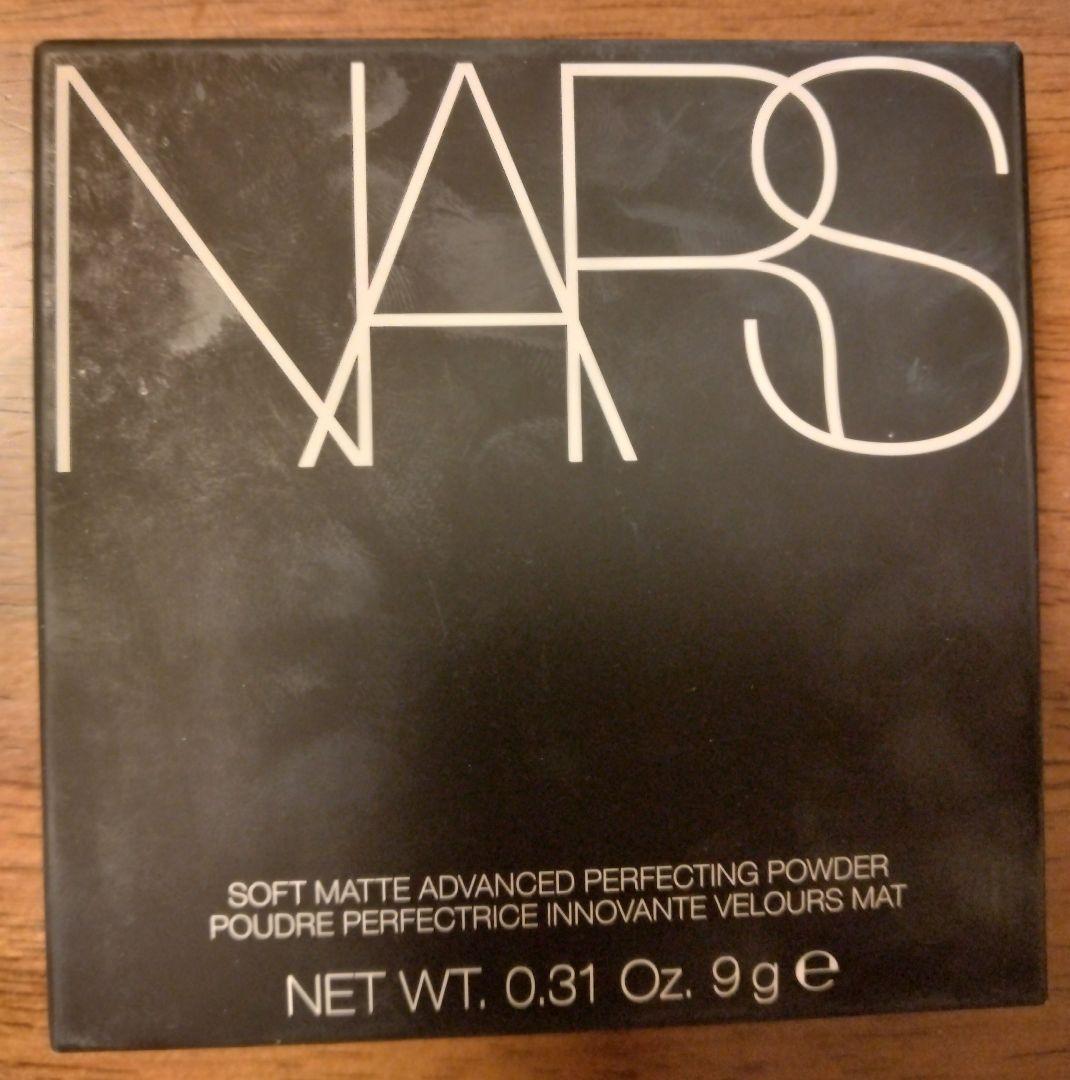 NARS
SOFT MATTE ADVANCED PERFECTING POWDER
POUDRE PERFECTRICE INNOVANTE VELOURS MAT
NET WT. 0.31 Oz. 9 g ℮